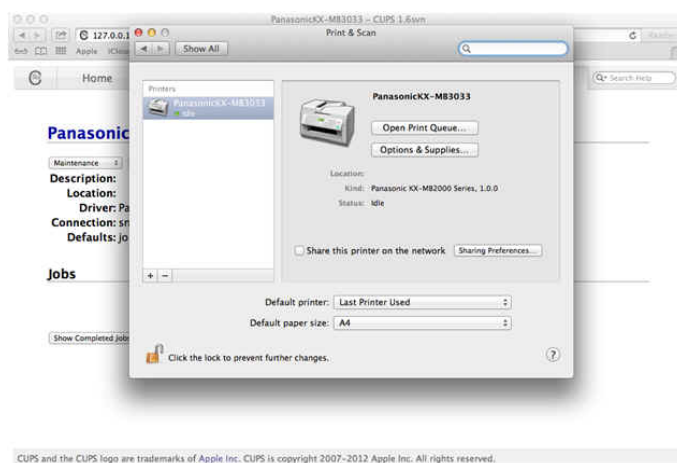 PanasonicKX-MB3033 - CUPS 1.6svn
127.0.0.1
Reader
Apple
Print & Scan
Show All
Home
Search Help
Printers
PanasonicKX-MB3033
Idle
PanasonicKX-MB3033
Open Print Queue...
Options & Supplies...
Location:
Kind: Panasonic KX-MB2000 Series, 1.0.0
Status: Idle
Share this printer on the network
Sharing Preferences...
+ -
Default printer: Last Printer Used
Default paper size: A4
Click the lock to prevent further changes.
?
Panasonic
Maintenance
Description:
Location:
Driver: Pa
Connection: sn
Defaults: jo
Jobs
Show Completed Jobs
CUPS and the CUPS logo are trademarks of Apple Inc. CUPS is copyright 2007-2012 Apple Inc. All rights reserved.